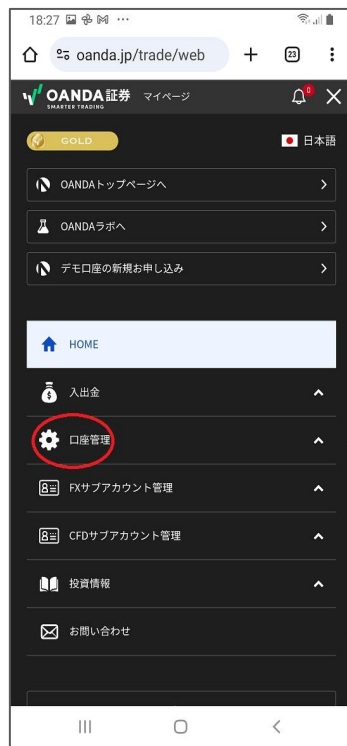 18:27
oanda.jp/trade/web
23
OANDA証券 マイページ
SMARTER TRADING
GOLD
日本語
OANDAトップページへ
OANDAラボへ
デモ口座の新規お申し込み
HOME
入出金
口座管理
FXサブアカウント管理
CFDサブアカウント管理
投資情報
お問い合わせ